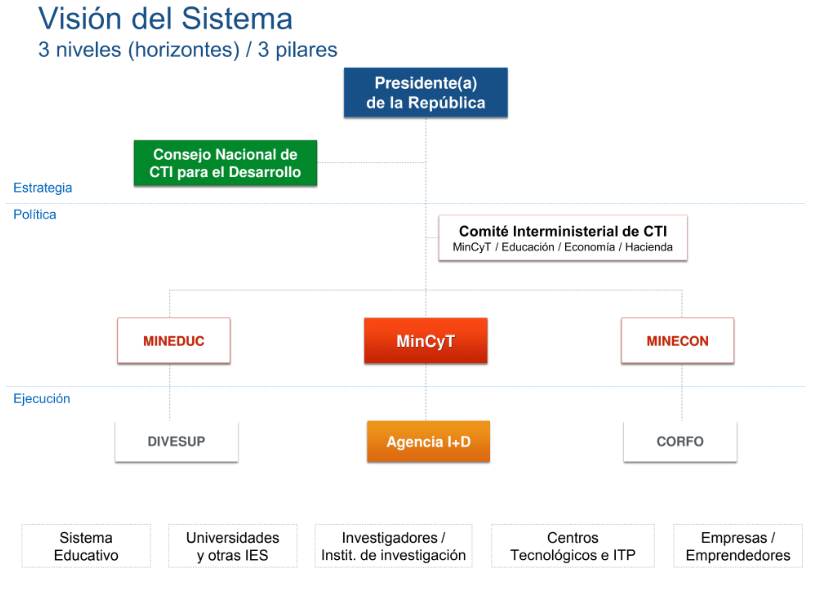 Visión del Sistema
3 niveles (horizontes) / 3 pilares
Presidente(a)
de la República
Consejo Nacional de
CTI para el Desarrollo
Estrategia
Política
Comité Interministerial de CTI
MinCyT / Educación / Economía / Hacienda
MINEDUC
MinCyT
MINECON
Ejecución
DIVESUP
Agencia I+D
CORFO
Sistema
Educativo
Universidades
y otras IES
Investigadores /
Instit. de investigación
Centros
Tecnológicos e ITP
Empresas /
Emprendedores